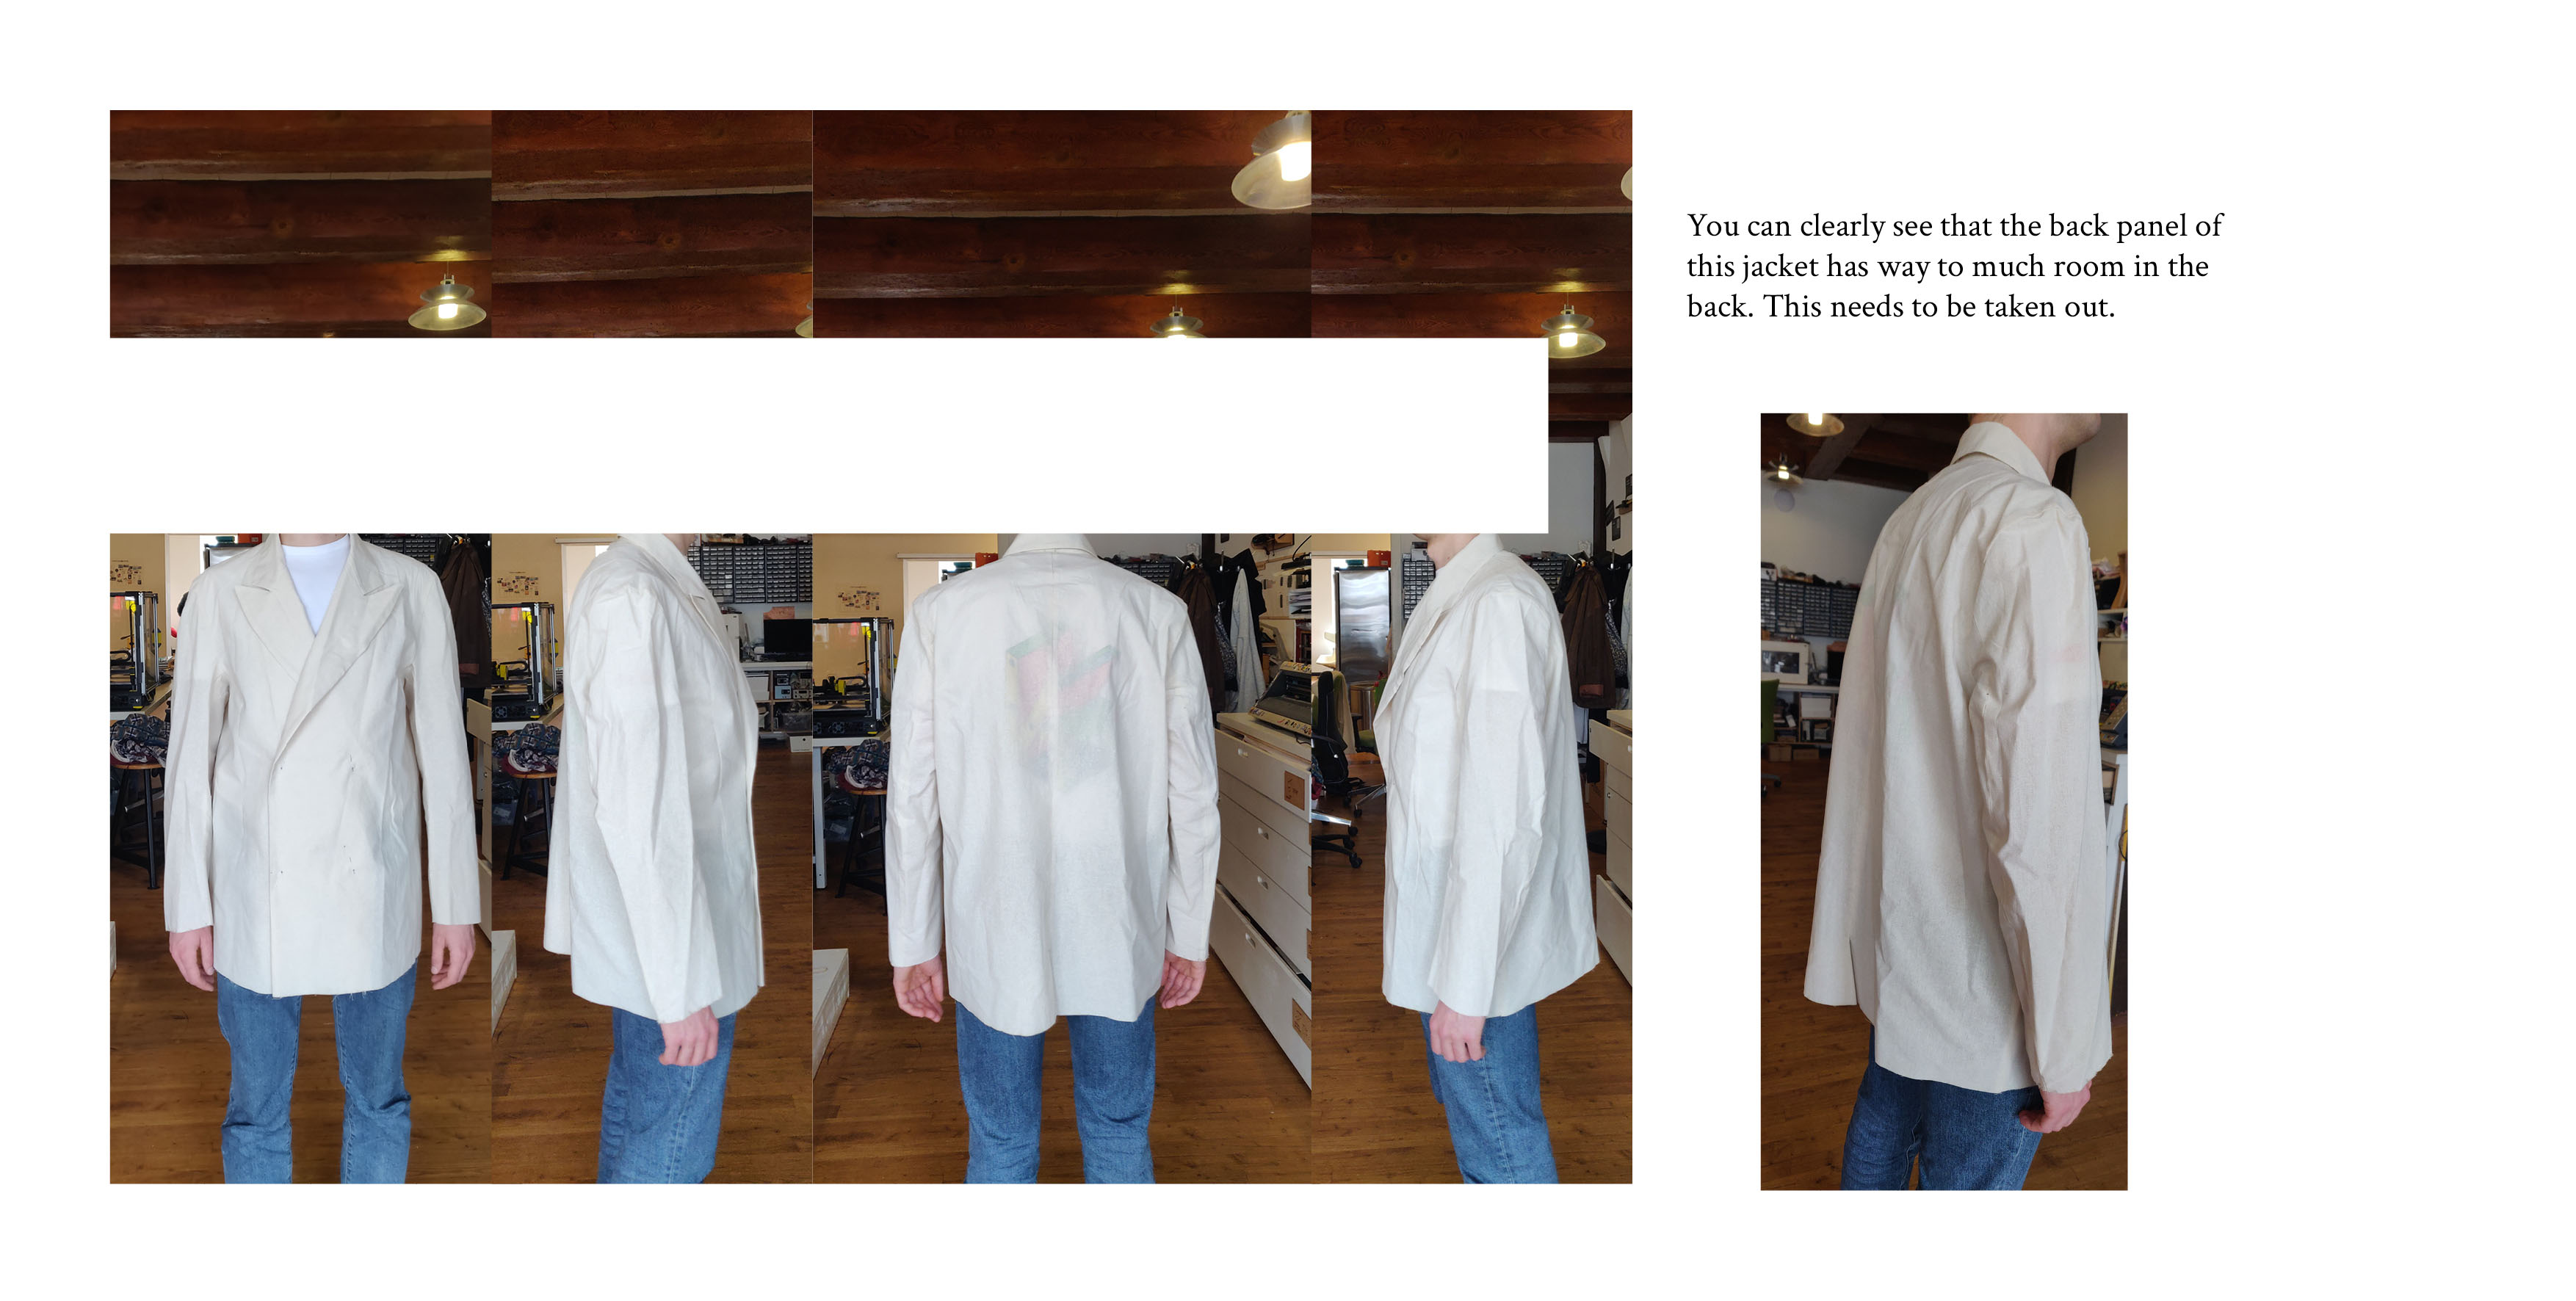 You can clearly see that the back panel of
this jacket has way to much room in the
back. This needs to be taken out.